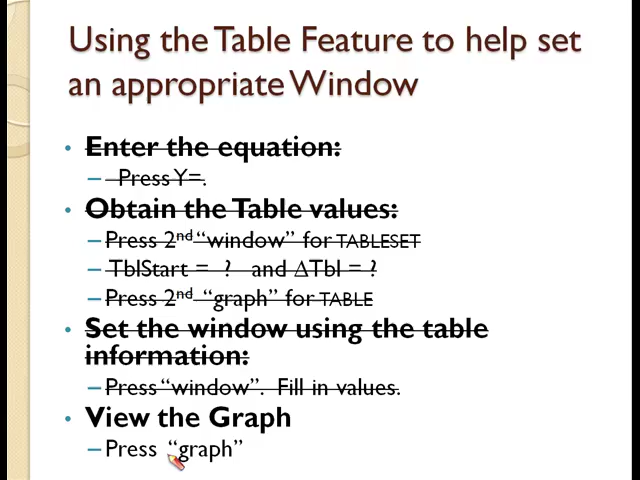 Using the Table Feature to help set
an appropriate Window
• Enter the equation:
– Press Y=.
• Obtain the Table values:
– Press 2nd “window” for TABLESET
– TblStart = ? and ∆Tbl = ?
– Press 2nd “graph” for TABLE
• Set the window using the table
information:
– Press “window”. Fill in values.
• View the Graph
– Press “graph”